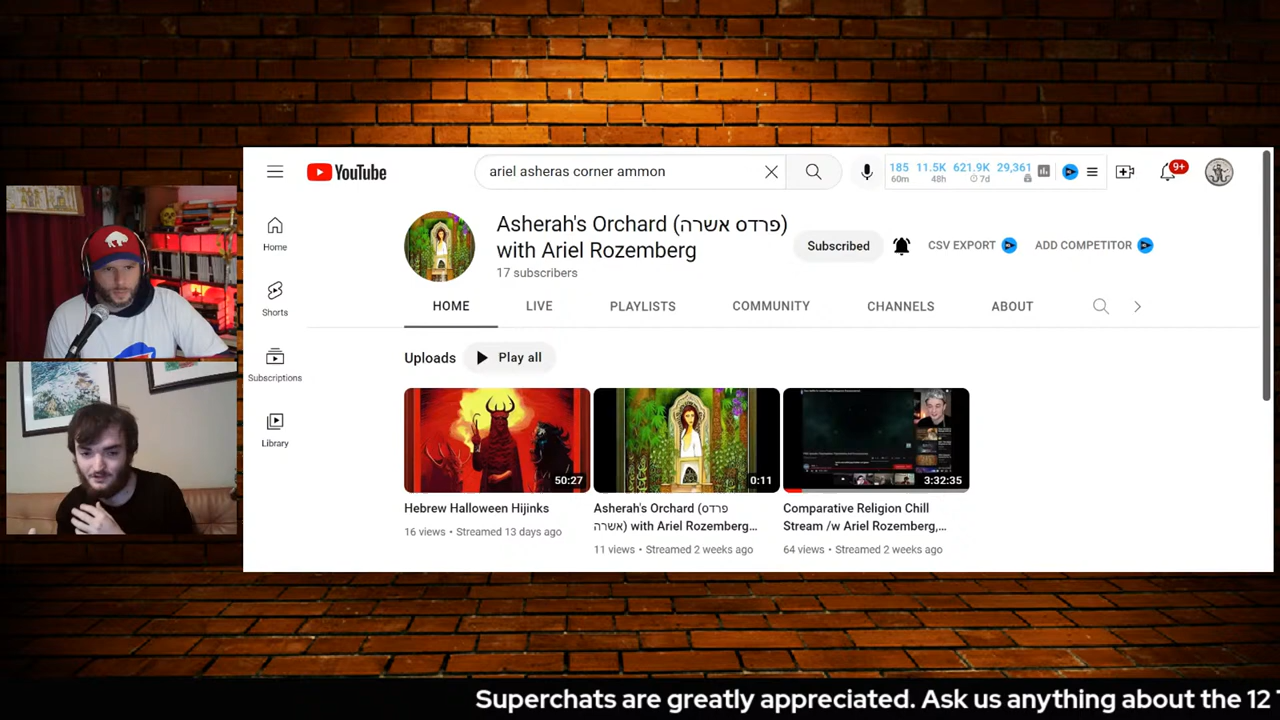 YouTube
ariel asheras corner ammon
185 11.5K 621.9K 29,361
60m 48h 7d
9+
Home
Shorts
Subscriptions
Library
Asherah's Orchard (פרדס אשרה)
with Ariel Rozemberg
17 subscribers
Subscribed
CSV EXPORT
ADD COMPETITOR
HOME LIVE PLAYLISTS COMMUNITY CHANNELS ABOUT
Uploads
Play all
50:27
0:11
3:32:35
Hebrew Halloween Hijinks
16 views • Streamed 13 days ago
Asherah's Orchard (פרדס
אשרה) with Ariel Rozemberg...
11 views • Streamed 2 weeks ago
Comparative Religion Chill
Stream /w Ariel Rozemberg,...
64 views • Streamed 2 weeks ago
Superchats are greatly appreciated. Ask us anything about the 12